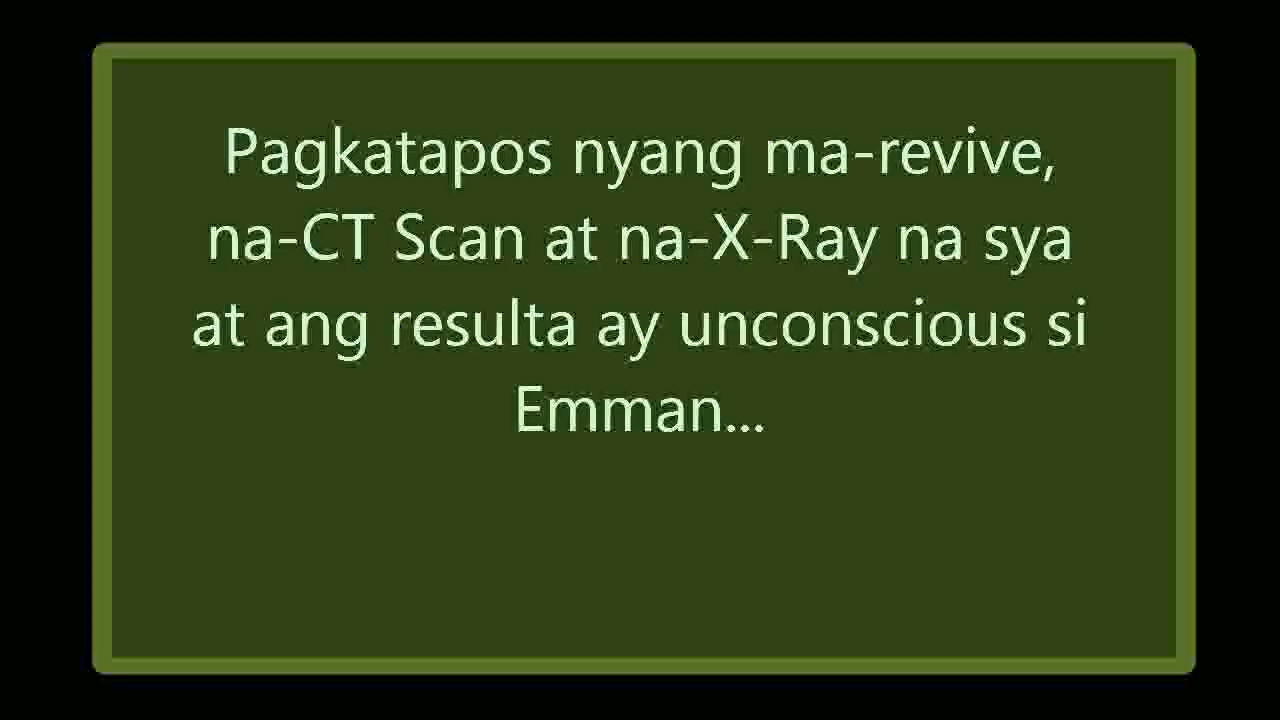 Pagkatapos nyang ma-revive,
na-CT Scan at na-X-Ray na sya
at ang resulta ay unconscious si
Emman...